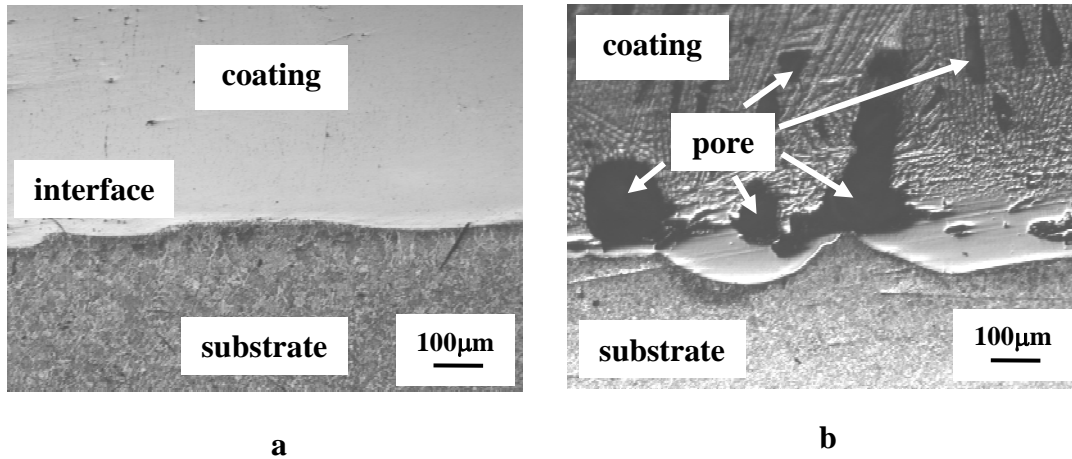 coating
interface
substrate
100μm
a
coating
pore
substrate
100μm
b